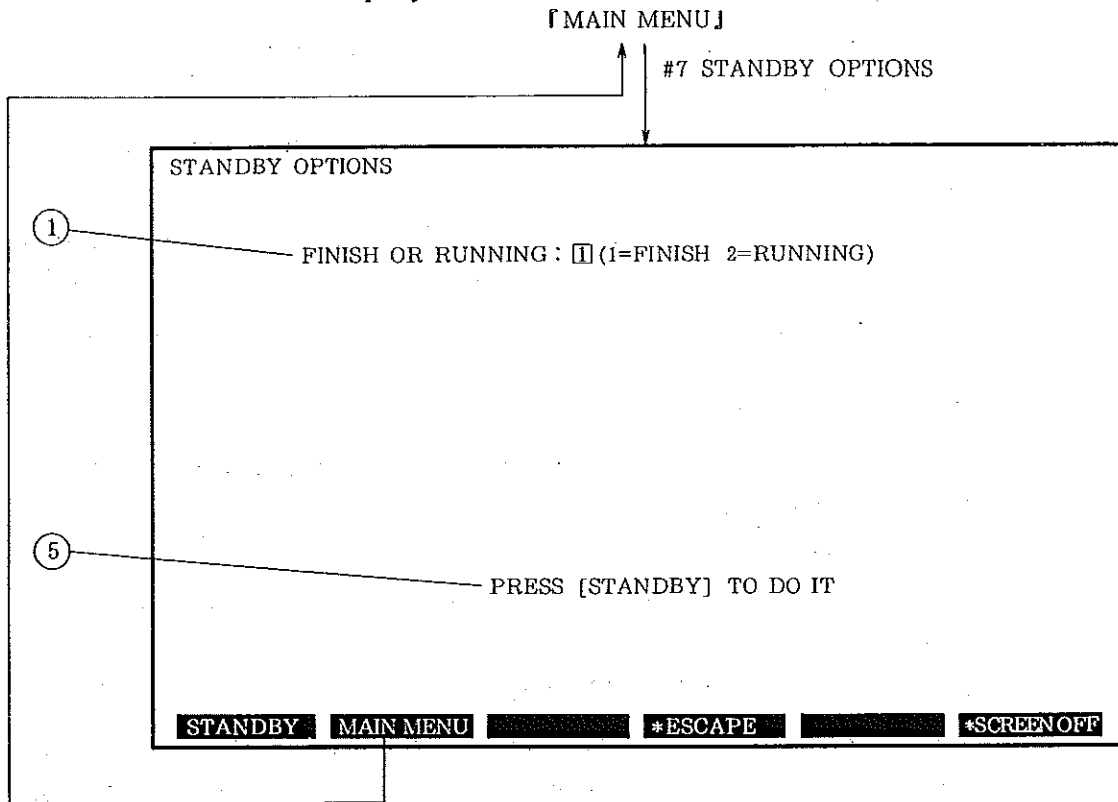 「MAIN MENU」
#7 STANDBY OPTIONS
STANDBY OPTIONS
①
FINISH OR RUNNING : 1 (1=FINISH 2=RUNNING)
⑤
PRESS [STANDBY] TO DO IT
STANDBY MAIN MENU *ESCAPE *SCREEN OFF